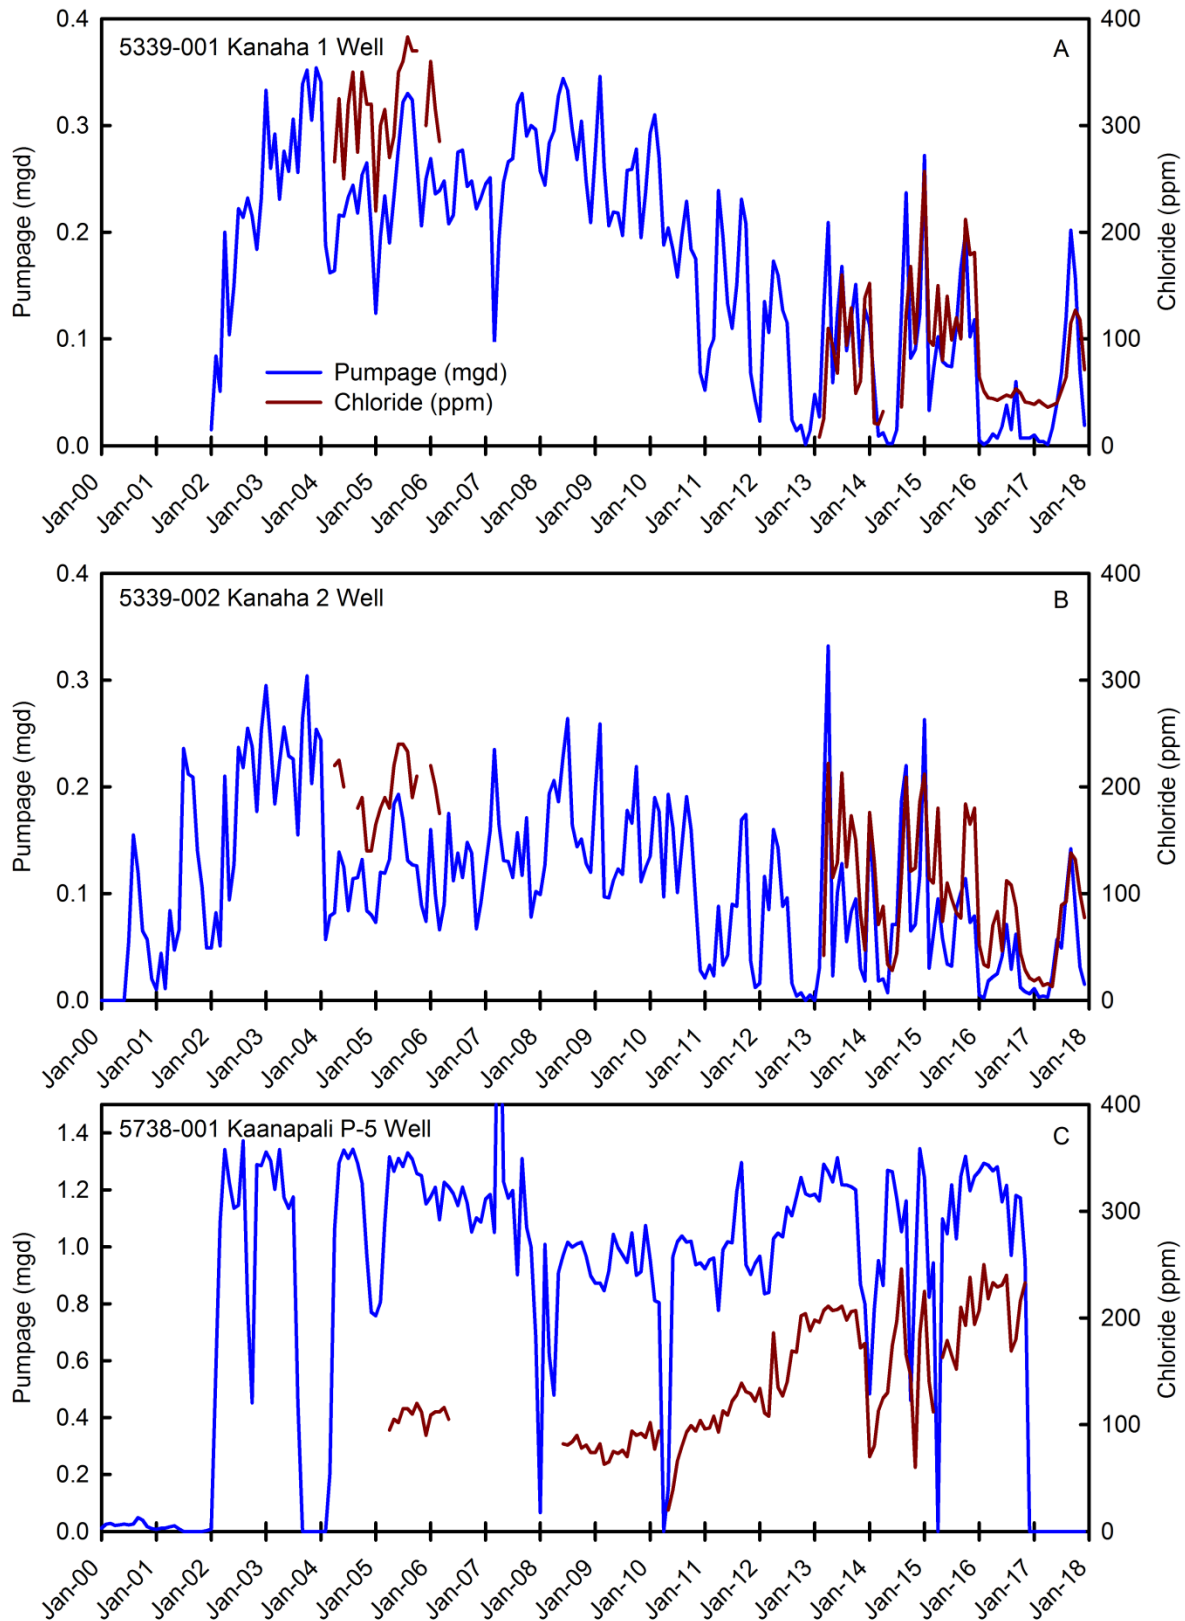 5339-001 Kanaha 1 Well
A
Pumpage (mgd)
Chloride (ppm)
0.4
0.3
0.2
0.1
0.0
400
300
200
100
0
Pumpage (mgd)
Chloride (ppm)
Jan-00
Jan-01
Jan-02
Jan-03
Jan-04
Jan-05
Jan-06
Jan-07
Jan-08
Jan-09
Jan-10
Jan-11
Jan-12
Jan-13
Jan-14
Jan-15
Jan-16
Jan-17
Jan-18
5339-002 Kanaha 2 Well
B
Pumpage (mgd)
Chloride (ppm)
0.4
0.3
0.2
0.1
0.0
400
300
200
100
0
Jan-00
Jan-01
Jan-02
Jan-03
Jan-04
Jan-05
Jan-06
Jan-07
Jan-08
Jan-09
Jan-10
Jan-11
Jan-12
Jan-13
Jan-14
Jan-15
Jan-16
Jan-17
Jan-18
5738-001 Kaanapali P-5 Well
C
Pumpage (mgd)
Chloride (ppm)
1.4
1.2
1.0
0.8
0.6
0.4
0.2
0.0
400
300
200
100
0
Jan-00
Jan-01
Jan-02
Jan-03
Jan-04
Jan-05
Jan-06
Jan-07
Jan-08
Jan-09
Jan-10
Jan-11
Jan-12
Jan-13
Jan-14
Jan-15
Jan-16
Jan-17
Jan-18